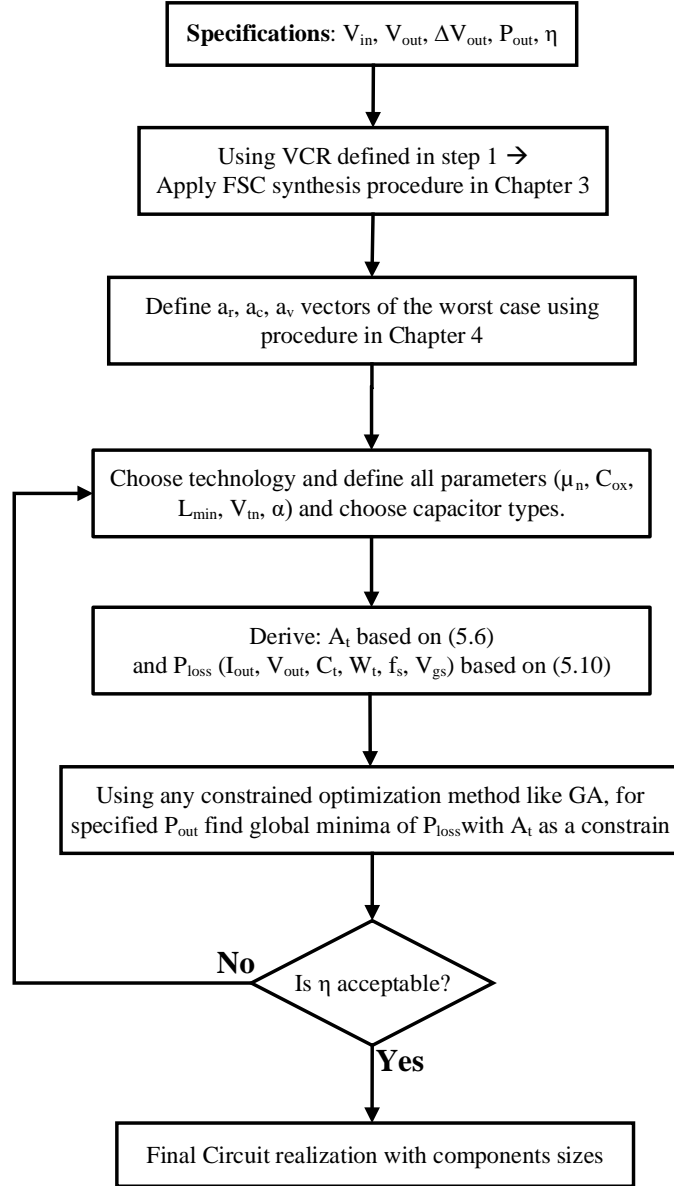 Specifications: Vin, Vout, ΔVout, Pout, η
Using VCR defined in step 1 →
Apply FSC synthesis procedure in Chapter 3
Define ar, ac, av vectors of the worst case using
procedure in Chapter 4
Choose technology and define all parameters (µn, Cox,
Lmin, Vtn, α) and choose capacitor types.
Derive: At based on (5.6)
and Ploss (Iout, Vout, Ct, Wt, fs, Vgs) based on (5.10)
Using any constrained optimization method like GA, for
specified Pout find global minima of Ploss with At as a constrain
No
Is η acceptable?
Yes
Final Circuit realization with components sizes